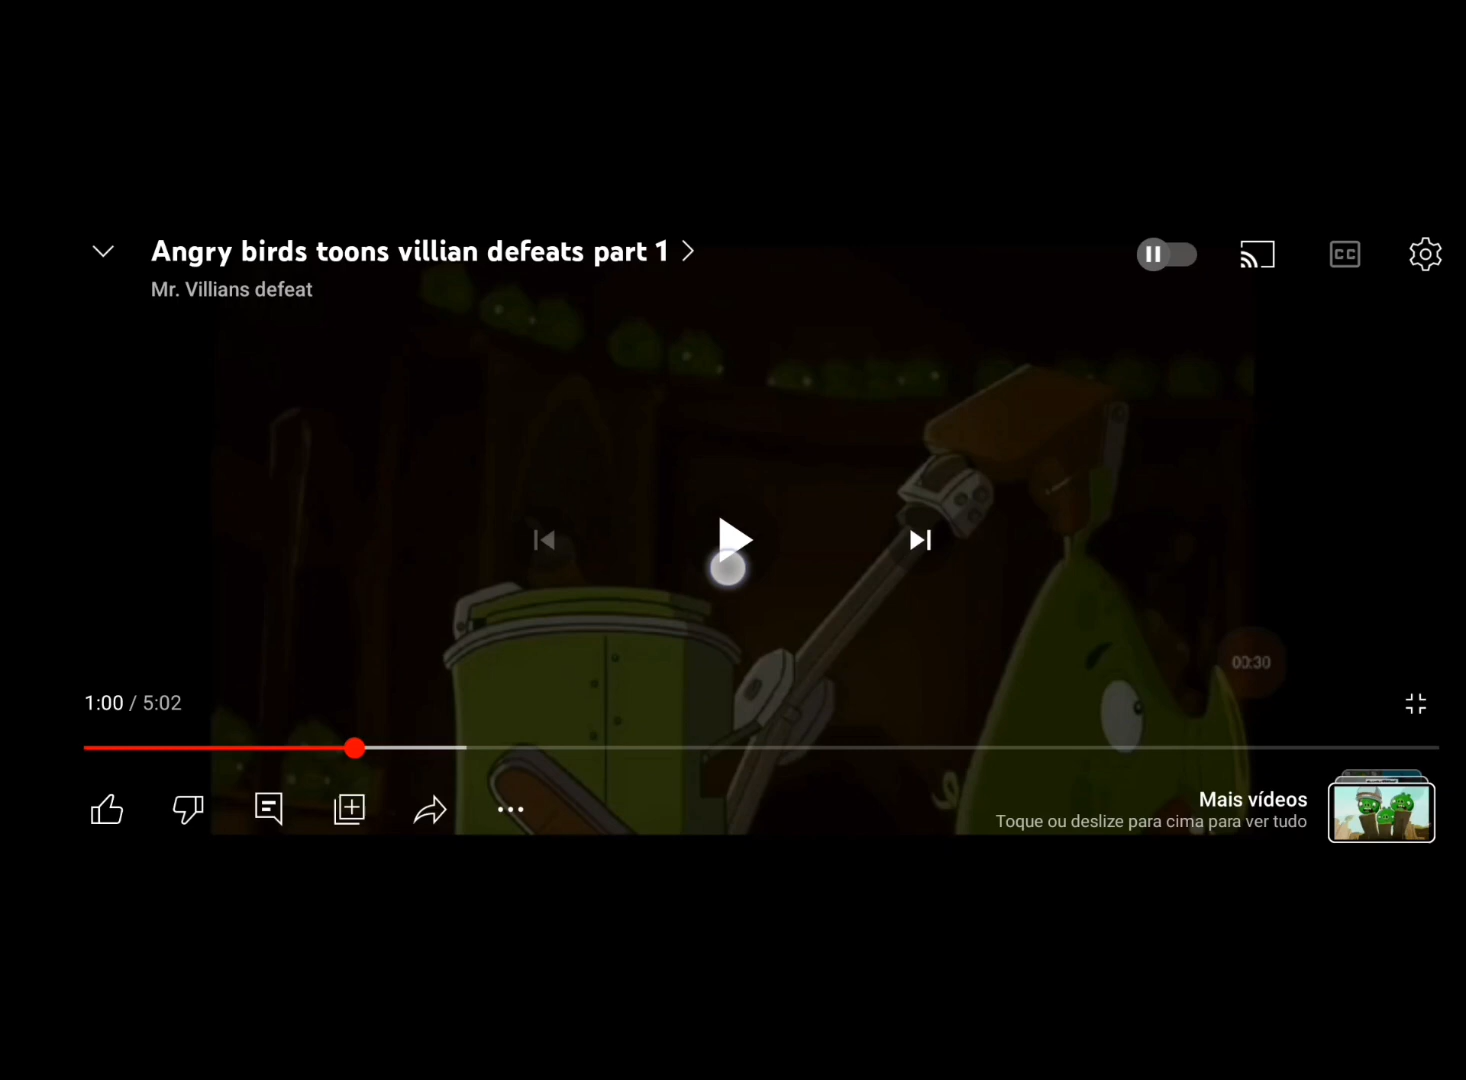 Angry birds toons villian defeats part 1
Mr. Villians defeat
CC
00:30
1:00 / 5:02
Mais vídeos
Toque ou deslize para cima para ver tudo